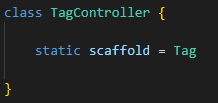 class TagController {
static scaffold = Tag
}